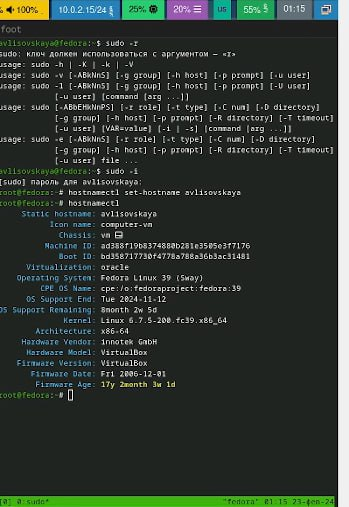 100% 10.0.2.15/24 25% 20% us 55% 01:15
foot
avlisovskaya@fedora:~$ sudo -r
sudo: ключ должен использоваться с аргументом — «r»
usage: sudo -h | -K | -k | -V
usage: sudo -v [-ABkNnS] [-g group] [-h host] [-p prompt] [-u user]
usage: sudo -l [-ABkNnS] [-g group] [-h host] [-p prompt] [-U user]
[-u user] [command [arg ...]]
usage: sudo [-ABbEHkNnPS] [-r role] [-t type] [-C num] [-D directory]
[-g group] [-h host] [-p prompt] [-R directory] [-T timeout]
[-u user] [VAR=value] [-i | -s] [command [arg ...]]
usage: sudo -e [-ABkNnS] [-r role] [-t type] [-C num] [-D directory]
[-g group] [-h host] [-p prompt] [-R directory] [-T timeout]
[-u user] file ...
avlisovskaya@fedora:~$ sudo -i
[sudo] пароль для avlisovskaya:
root@fedora:~# hostnamectl set-hostname avlisovskaya
root@fedora:~# hostnamectl
Static hostname: avlisovskaya
Icon name: computer-vm
Chassis: vm
Machine ID: ad388f19b8374880b281e3505e3f7176
Boot ID: bd358717730f4778a788a36b3ac31481
Virtualization: oracle
Operating System: Fedora Linux 39 (Sway)
CPE OS Name: cpe:/o:fedoraproject:fedora:39
OS Support End: Tue 2024-11-12
OS Support Remaining: 8month 2w 5d
Kernel: Linux 6.7.5-200.fc39.x86_64
Architecture: x86-64
Hardware Vendor: innotek GmbH
Hardware Model: VirtualBox
Firmware Version: VirtualBox
Firmware Date: Fri 2006-12-01
Firmware Age: 17y 2month 3w 1d
root@fedora:~#
[0] 0:sudo* "fedora" 01:15 23-фев-24